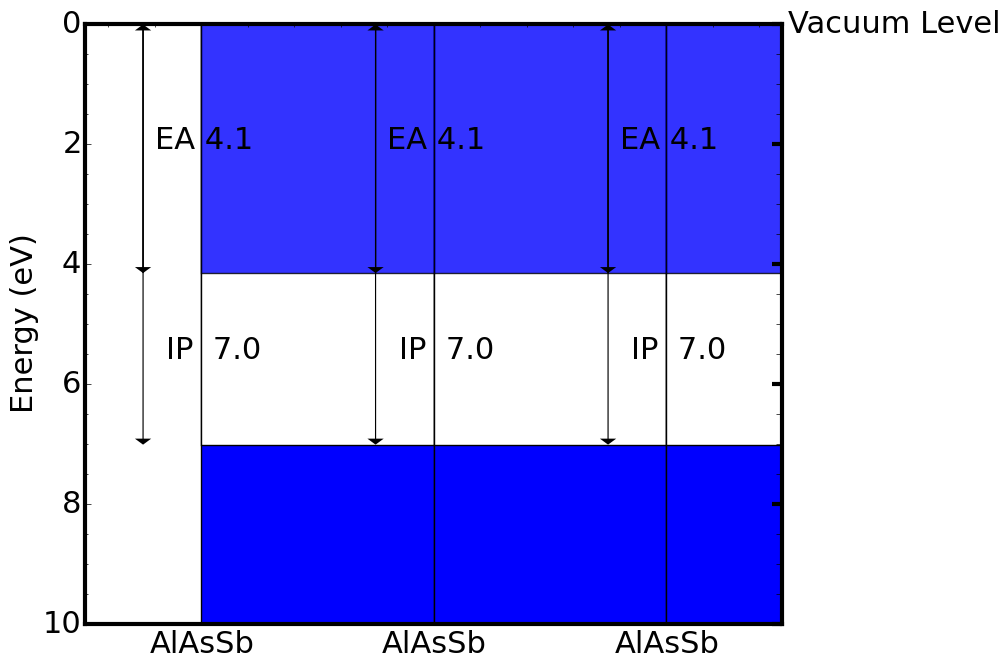 0
Vacuum Level
EA 4.1
EA 4.1
EA 4.1
2
4
Energy (eV)
IP 7.0
IP 7.0
IP 7.0
6
8
10
AlAsSb
AlAsSb
AlAsSb